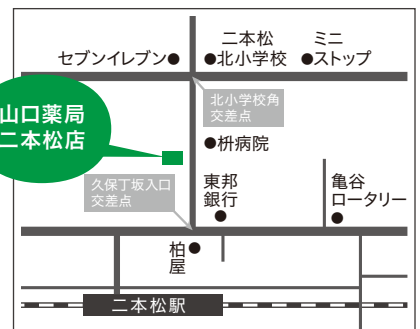 二本松
北小学校
ミニ
ストップ
セブンイレブン
北小学校角
交差点
山口薬局
二本松店
枡病院
久保丁坂入口
交差点
東邦
銀行
亀谷
ロータリー
柏
屋
二本松駅